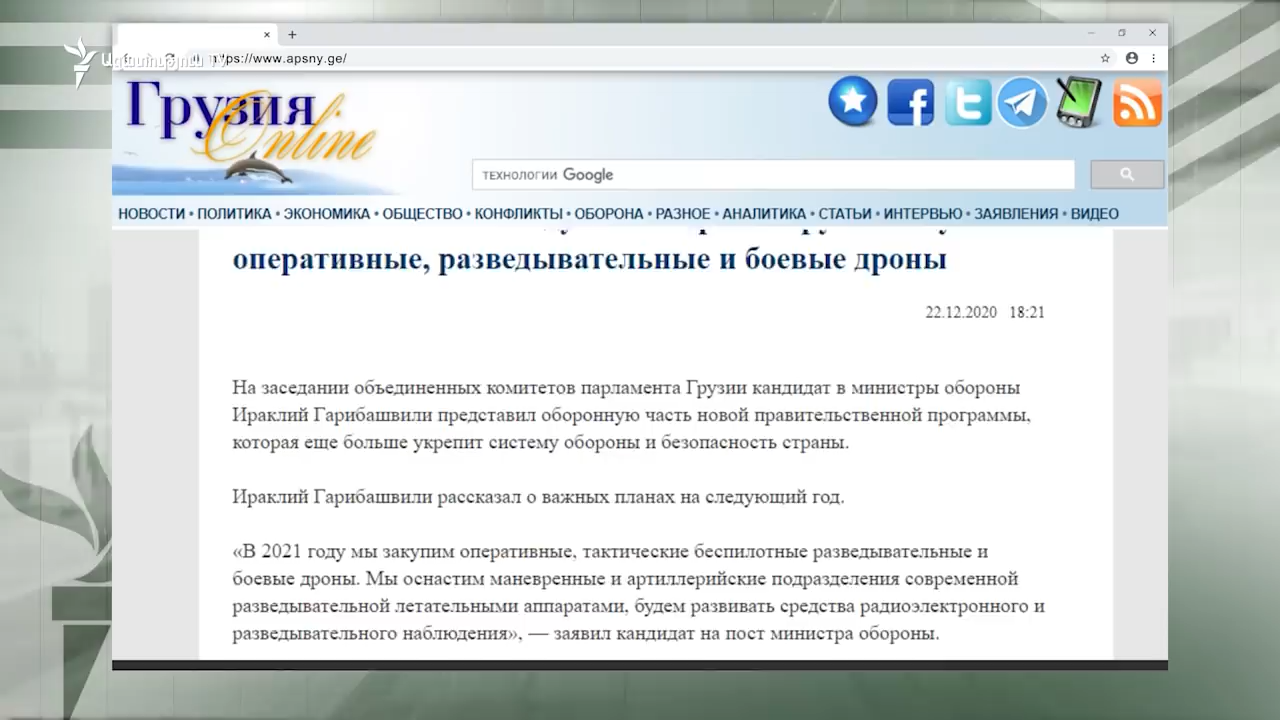 Ազատություն TV
https://www.apsny.ge/
Грузия
Online
технологии Google
НОВОСТИ • ПОЛИТИКА • ЭКОНОМИКА • ОБЩЕСТВО • КОНФЛИКТЫ • ОБОРОНА • РАЗНОЕ • АНАЛИТИКА • СТАТЬИ • ИНТЕРВЬЮ • ЗАЯВЛЕНИЯ • ВИДЕО
оперативные, разведывательные и боевые дроны
22.12.2020 18:21
На заседании объединенных комитетов парламента Грузии кандидат в министры обороны
Ираклий Гарибашвили представил оборонную часть новой правительственной программы,
которая еще больше укрепит систему обороны и безопасность страны.
Ираклий Гарибашвили рассказал о важных планах на следующий год.
«В 2021 году мы закупим оперативные, тактические беспилотные разведывательные и
боевые дроны. Мы оснастим маневренные и артиллерийские подразделения современной
разведывательной летательными аппаратами, будем развивать средства радиоэлектронного и
разведывательного наблюдения», — заявил кандидат на пост министра обороны.